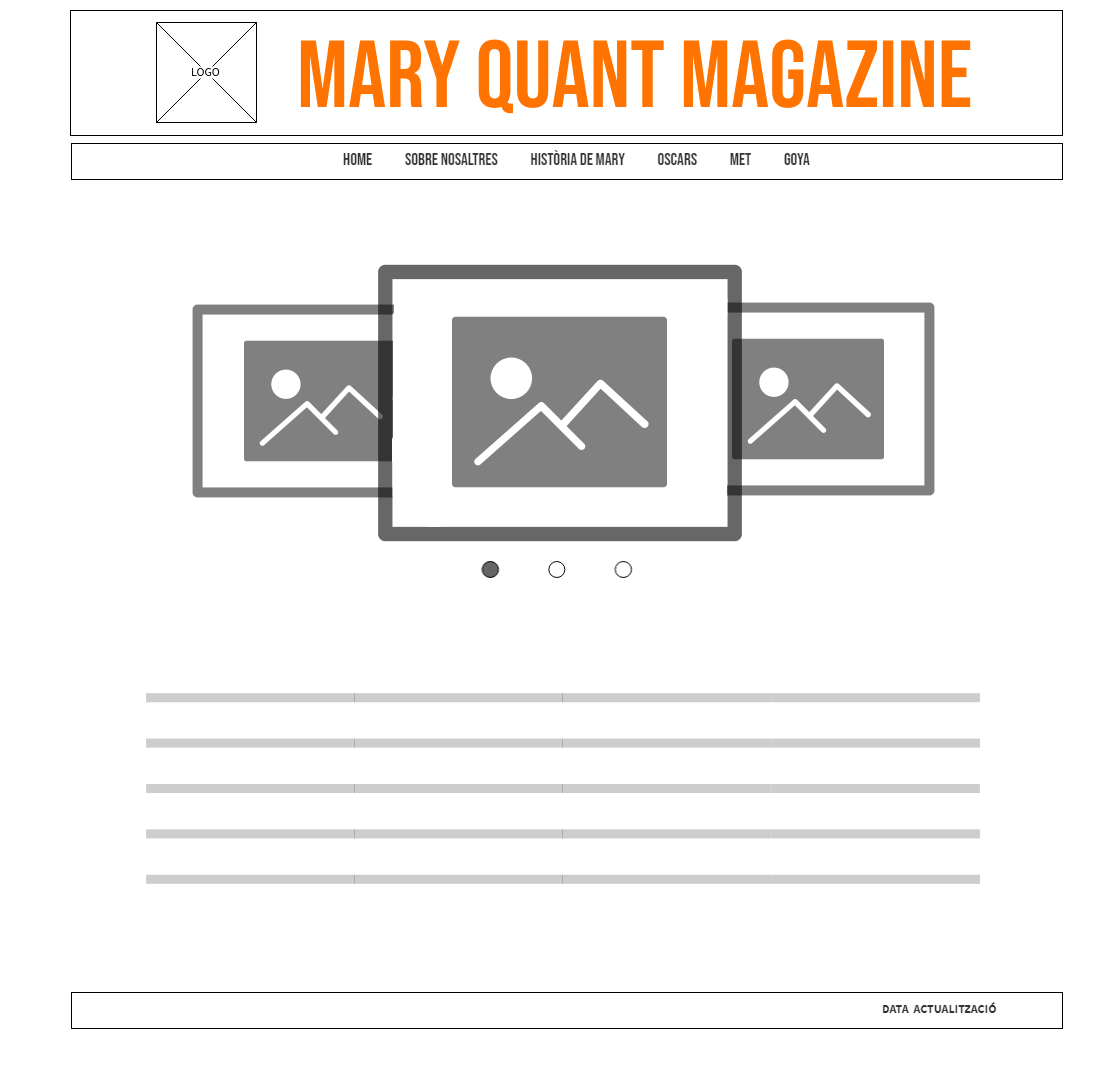 LOGO
MARY QUANT MAGAZINE
HOME SOBRE NOSALTRES HISTÒRIA DE MARY OSCARS MET GOYA
DATA ACTUALITZACIÓ